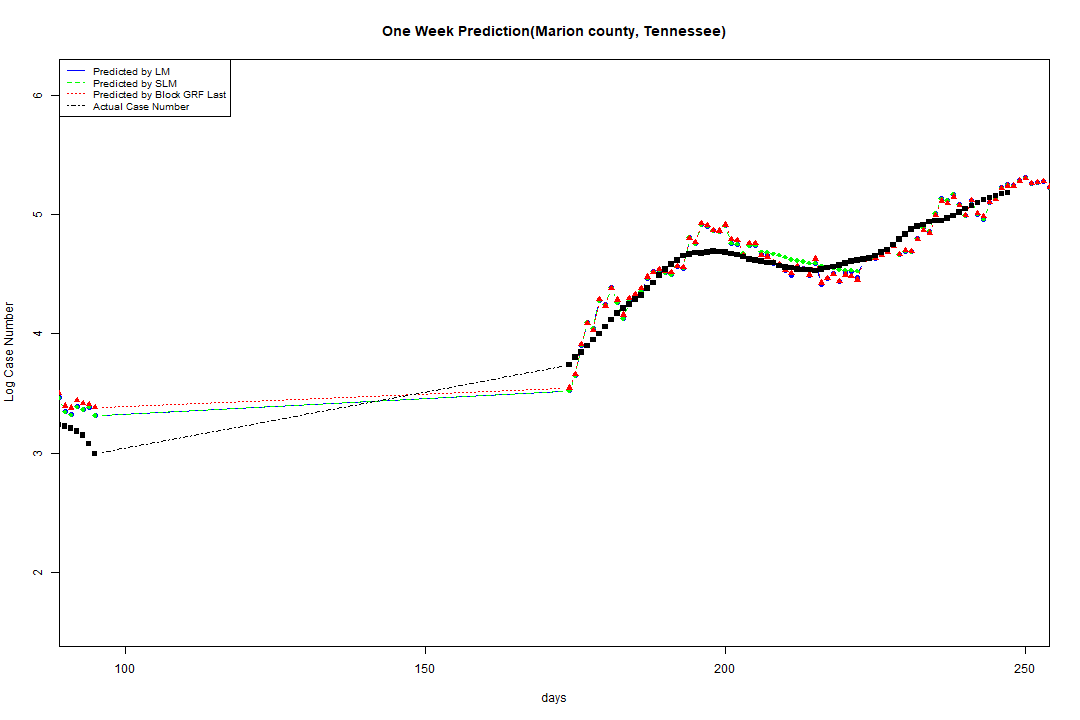 One Week Prediction(Marion county, Tennessee)
Predicted by LM
Predicted by SLM
Predicted by Block GRF Last
Actual Case Number
6
5
4
3
2
Log Case Number
100 150 200 250
days